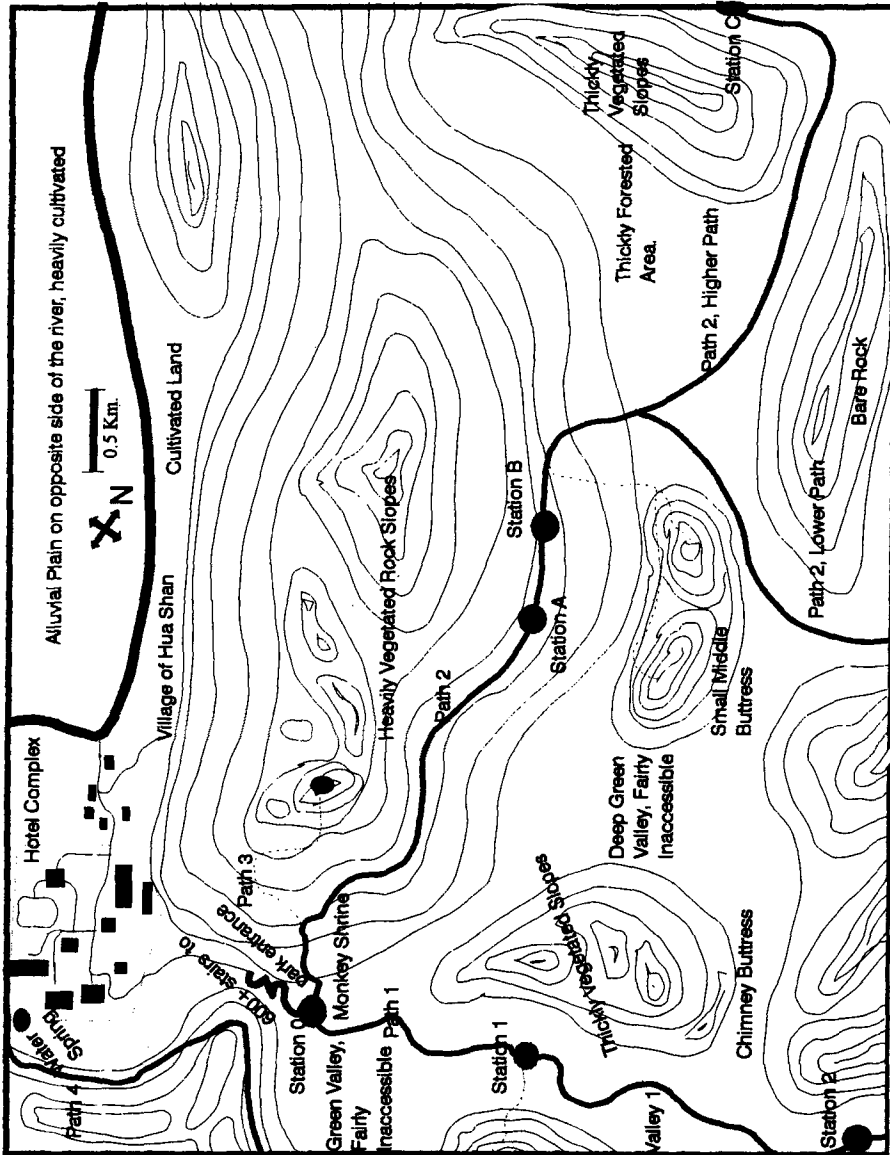 Alluvial Plain on opposite side of the river, heavily cultivated
0.5 Km.
N
Hotel Complex
Village of Hua Shan
Cultivated Land
Water
Spring
Path 4
600+ stairs to
park entrance
Path 3
Heavily Vegetated Rock Slopes
Station 0
Monkey Shrine
Green Valley,
Fairly
Inaccessible
Path 1
Path 2
Station A
Station B
Thickly
Vegetated
Slopes
Thickly Forested
Area.
Station C
Path 2, Higher Path
Station 1
Thickly Vegetated Slopes
Deep Green
Valley, Fairly
Inaccessible
Small Middle
Buttress
Path 2, Lower Path
Bare Rock
Valley 1
Chimney Buttress
Station 2